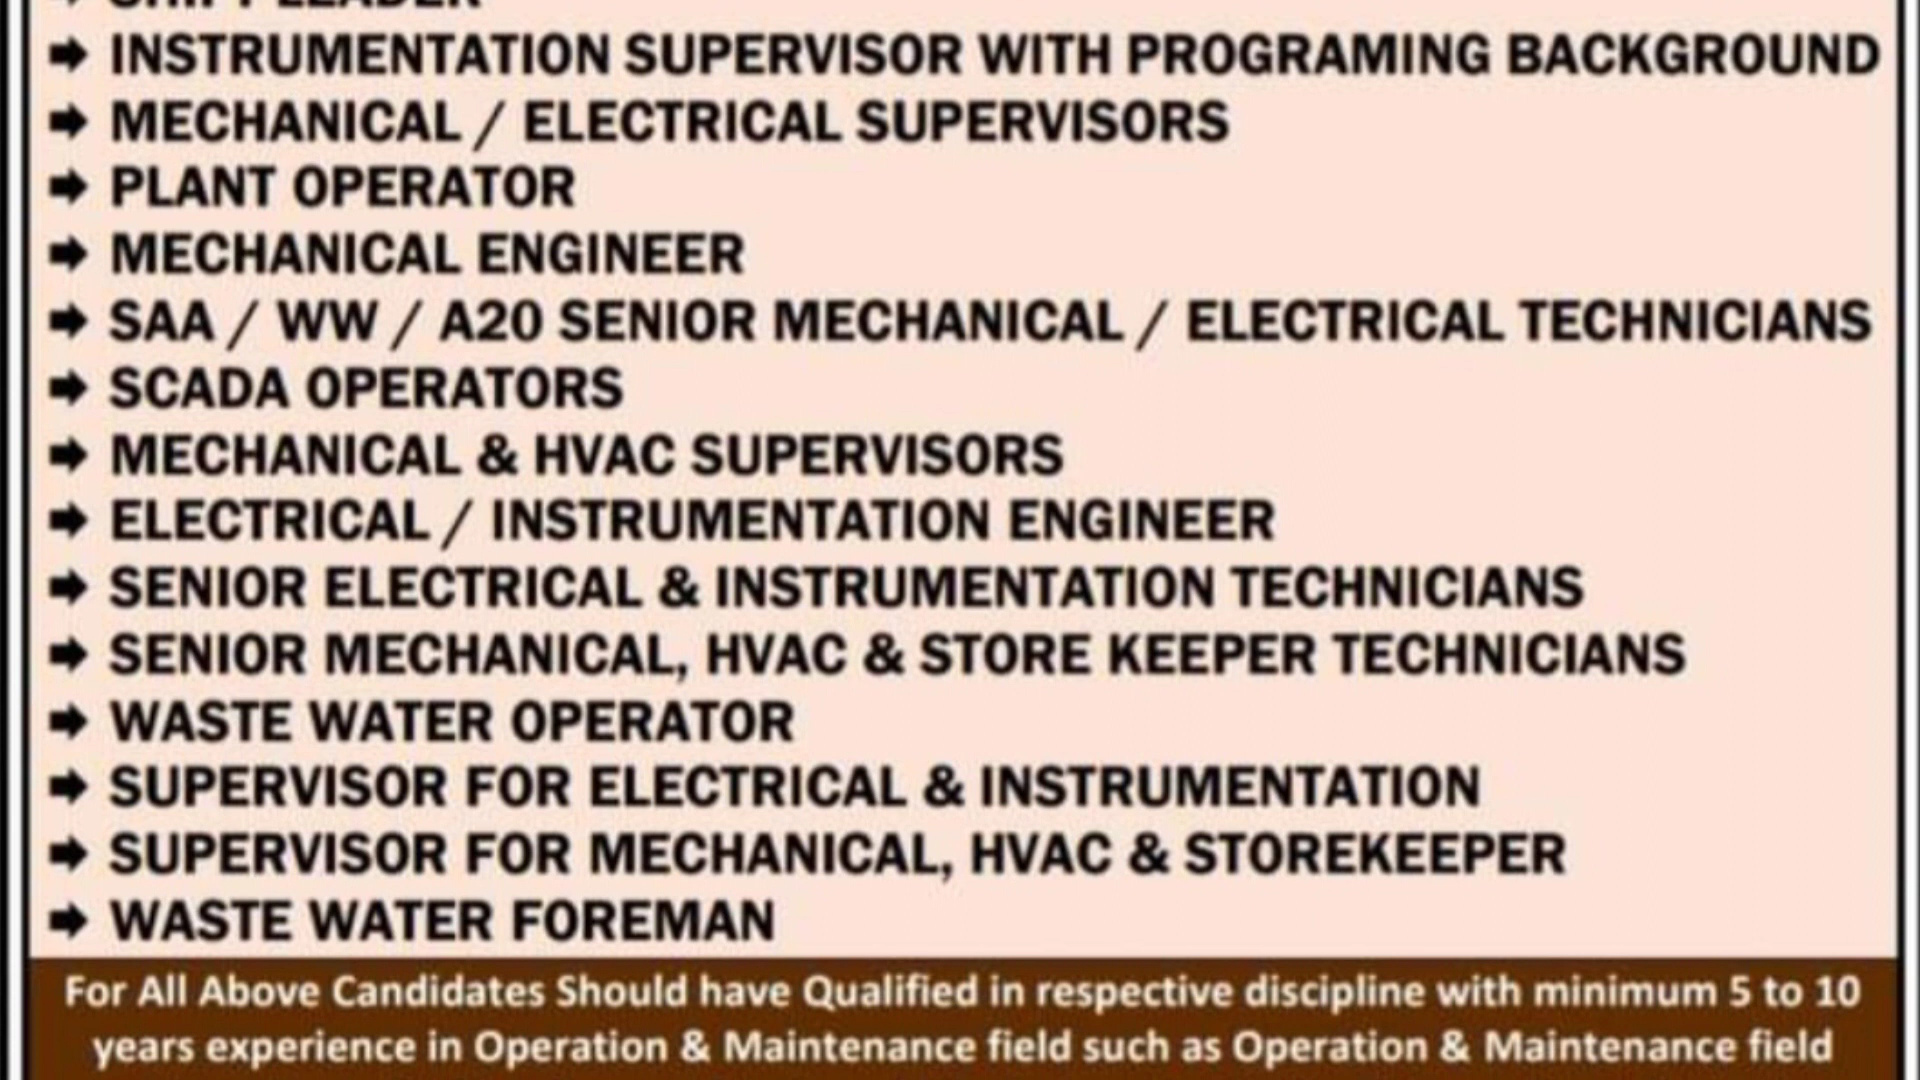 SHIFT LEADER
➡ INSTRUMENTATION SUPERVISOR WITH PROGRAMING BACKGROUND
➡ MECHANICAL / ELECTRICAL SUPERVISORS
➡ PLANT OPERATOR
➡ MECHANICAL ENGINEER
➡ SAA / WW / A20 SENIOR MECHANICAL / ELECTRICAL TECHNICIANS
➡ SCADA OPERATORS
➡ MECHANICAL & HVAC SUPERVISORS
➡ ELECTRICAL / INSTRUMENTATION ENGINEER
➡ SENIOR ELECTRICAL & INSTRUMENTATION TECHNICIANS
➡ SENIOR MECHANICAL, HVAC & STORE KEEPER TECHNICIANS
➡ WASTE WATER OPERATOR
➡ SUPERVISOR FOR ELECTRICAL & INSTRUMENTATION
➡ SUPERVISOR FOR MECHANICAL, HVAC & STOREKEEPER
➡ WASTE WATER FOREMAN
For All Above Candidates Should have Qualified in respective discipline with minimum 5 to 10
years experience in Operation & Maintenance field such as Operation & Maintenance field